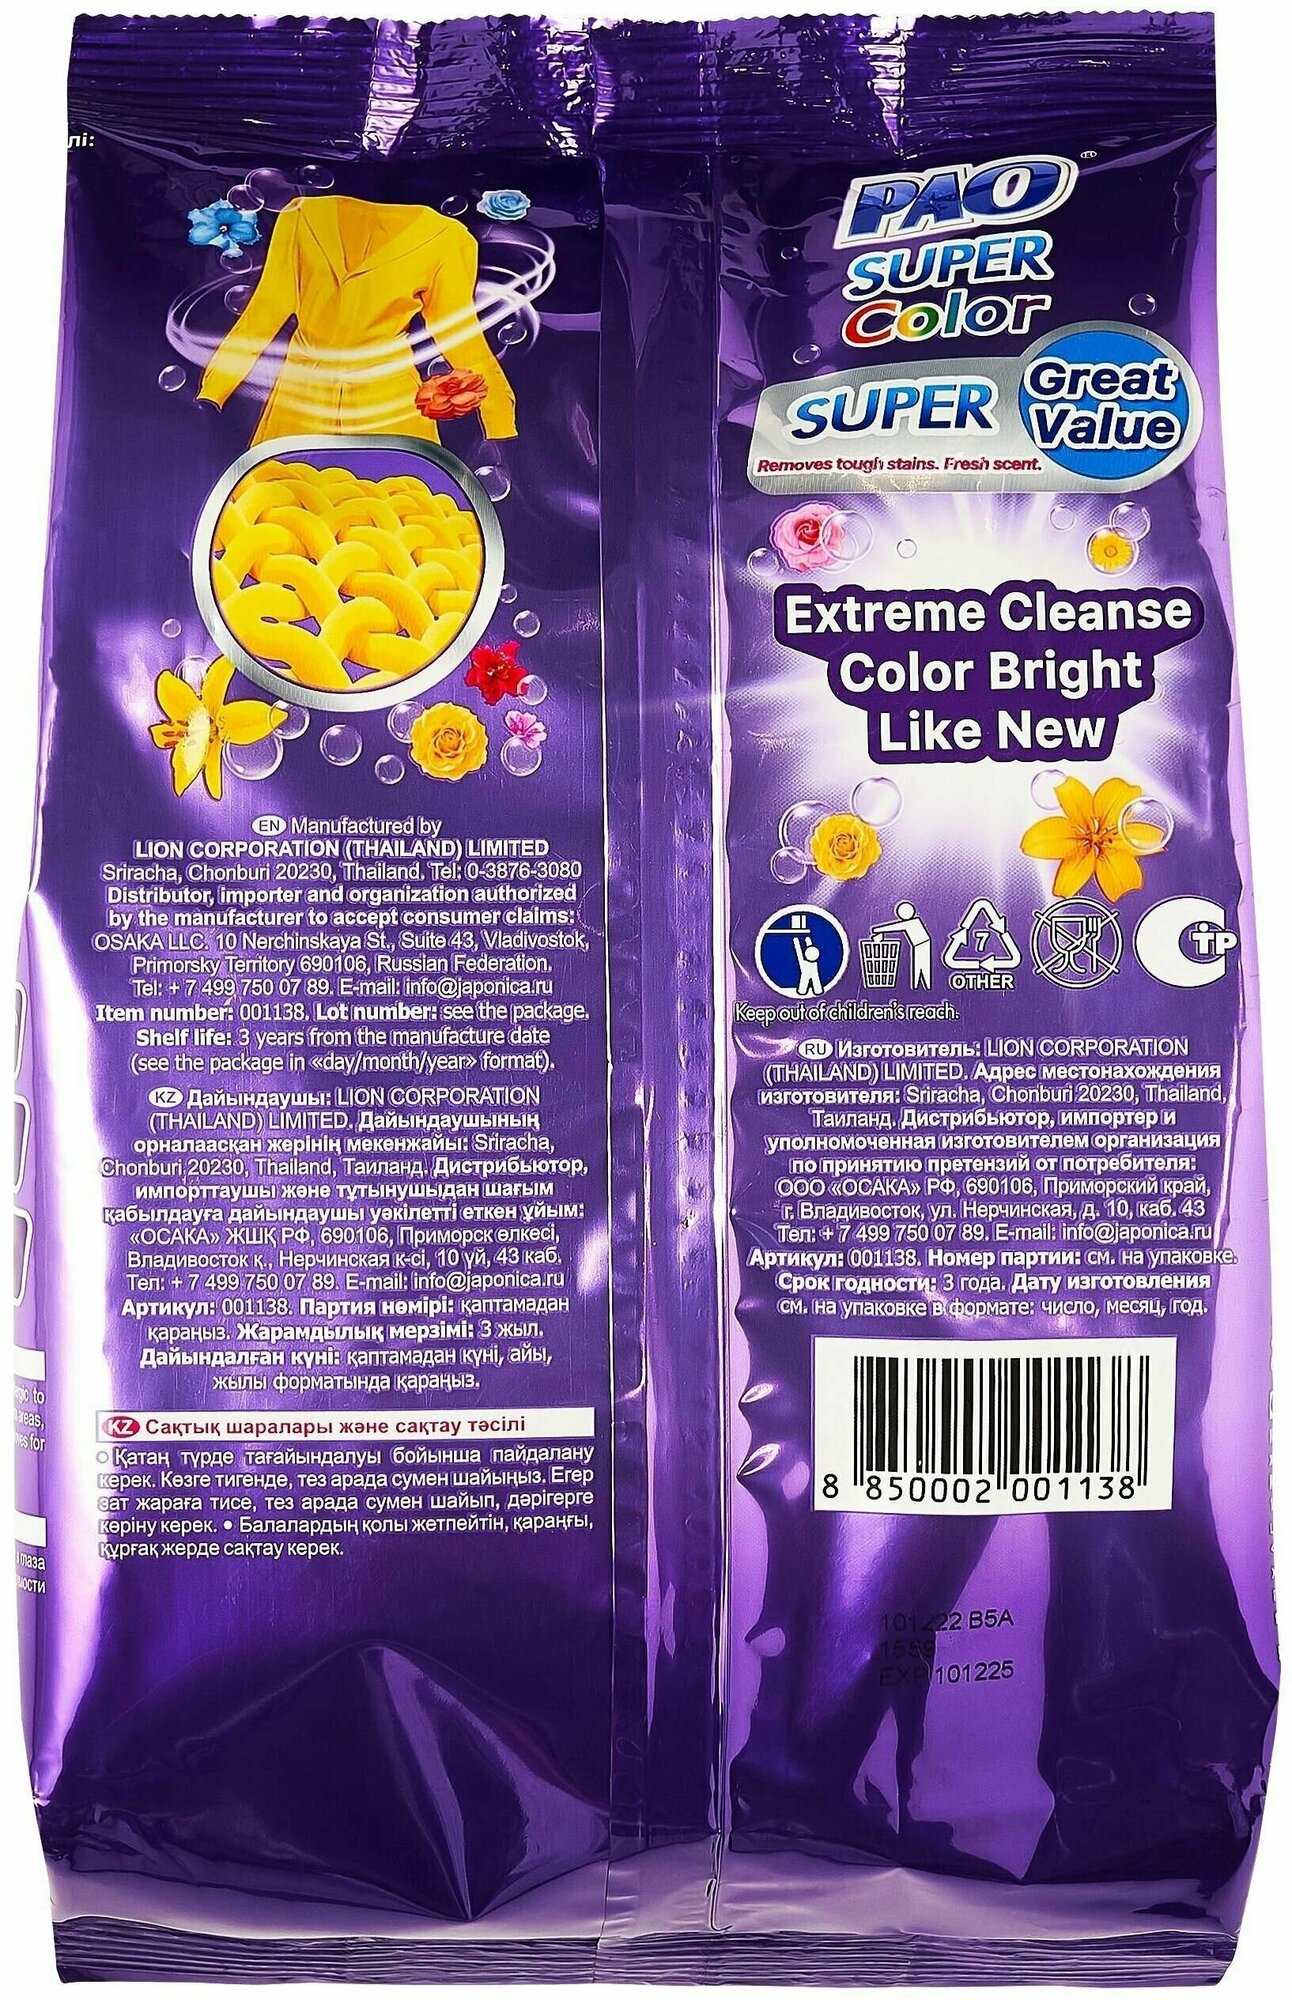 лі:
PAO
SUPER
Color
SUPER
Great
Value
Removes tough stains. Fresh scent.
Extreme Cleanse
Color Bright
Like New
EN Manufactured by
LION CORPORATION (THAILAND) LIMITED
Sriracha, Chonburi 20230, Thailand. Tel: 0-3876-3080
Distributor, importer and organization authorized
by the manufacturer to accept consumer claims:
OSAKA LLC. 10 Nerchinskaya St., Suite 43, Vladivostok,
Primorsky Territory 690106, Russian Federation.
Tel: + 7 499 750 07 89. E-mail: info@japonica.ru
Item number: 001138. Lot number: see the package.
Shelf life: 3 years from the manufacture date
(see the package in «day/month/year» format).
KZ Дайындаушы: LION CORPORATION
(THAILAND) LIMITED. Дайындаушының
орналаасқан жерінің мекенжайы: Sriracha,
Chonburi 20230, Thailand, Таиланд. Дистрибьютор,
импорттаушы және тұтынушыдан шағым
қабылдауға дайындаушы уәкілетті еткен ұйым:
«ОСАКА» ЖШҚ РФ, 690106, Приморск өлкесі,
Владивосток қ., Нерчинская к-сі, 10 үй, 43 каб.
Тел: + 7 499 750 07 89. E-mail: info@japonica.ru
Артикул: 001138. Партия нөмірі: қаптамадан
қараңыз. Жарамдылық мерзімі: 3 жыл.
Дайындалған күні: қаптамадан күні, айы,
жылы форматында қараңыз.
KZ Сақтық шаралары және сақтау тәсілі
• Қатаң түрде тағайындалуы бойынша пайдалану
керек. Көзге тигенде, тез арада сумен шайыңыз. Егер
зат жараға тисе, тез арада сумен шайып, дәрігерге
көріну керек. • Балалардың қолы жетпейтін, қараңғы,
құрғақ жерде сақтау керек.
7
OTHER
СТР
Keep out of children's reach.
RU Изготовитель: LION CORPORATION
(THAILAND) LIMITED. Адрес местонахождения
изготовителя: Sriracha, Chonburi 20230, Thailand,
Таиланд. Дистрибьютор, импортер и
уполномоченная изготовителем организация
по принятию претензий от потребителя:
ООО «ОСАКА» РФ, 690106, Приморский край,
г. Владивосток, ул. Нерчинская, д. 10, каб. 43
Тел: + 7 499 750 07 89. E-mail: info@japonica.ru
Артикул: 001138. Номер партии: см. на упаковке.
Срок годности: 3 года. Дату изготовления
см. на упаковке в формате: число, месяц, год.
8 850002 001138
101222 B5A
1559
EXP 101225